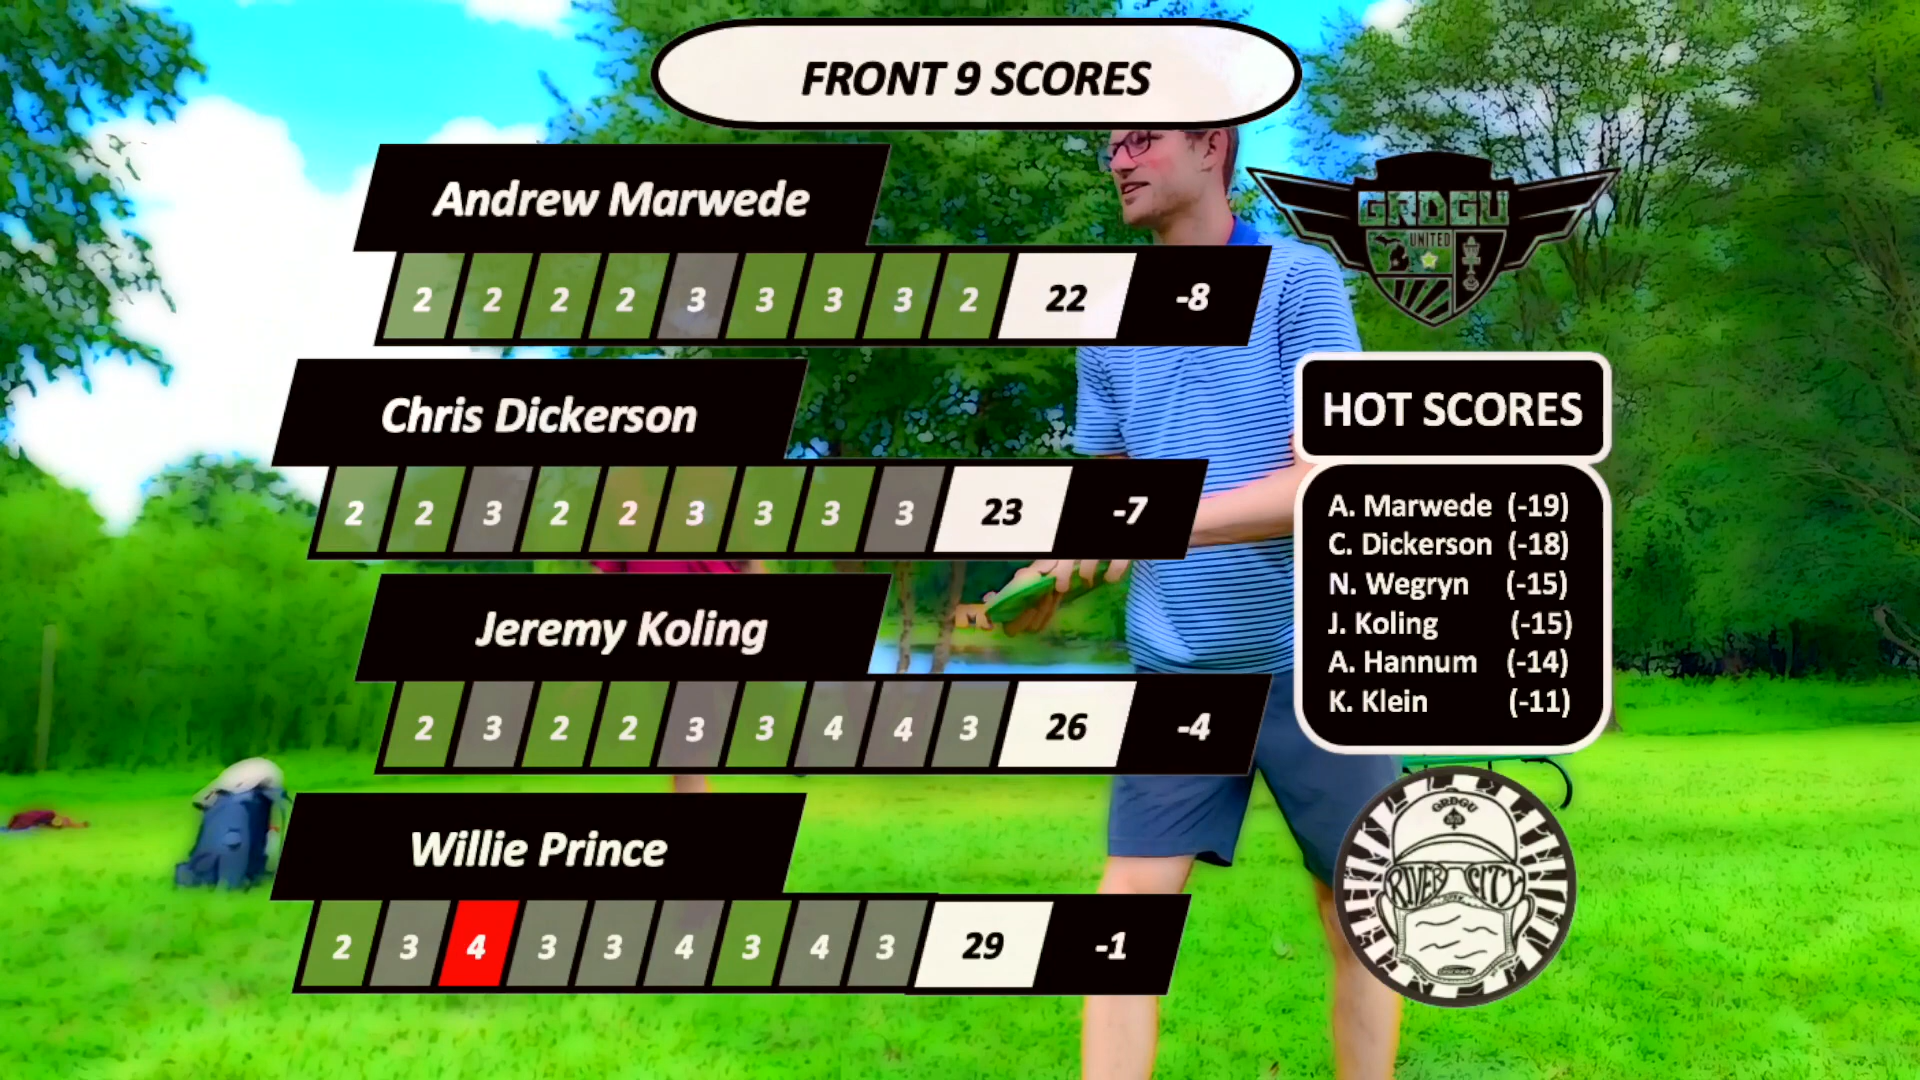 FRONT 9 SCORES
Andrew Marwede
2 2 2 2 3 3 3 3 2 22 -8
Chris Dickerson
2 2 3 2 2 3 3 3 3 23 -7
Jeremy Koling
2 3 2 2 3 3 4 4 3 26 -4
Willie Prince
2 3 4 3 3 4 3 4 3 29 -1
GRDGU
UNITED
HOT SCORES
A. Marwede (-19)
C. Dickerson (-18)
N. Wegryn (-15)
J. Koling (-15)
A. Hannum (-14)
K. Klein (-11)
GRDGU
RIVER CITY